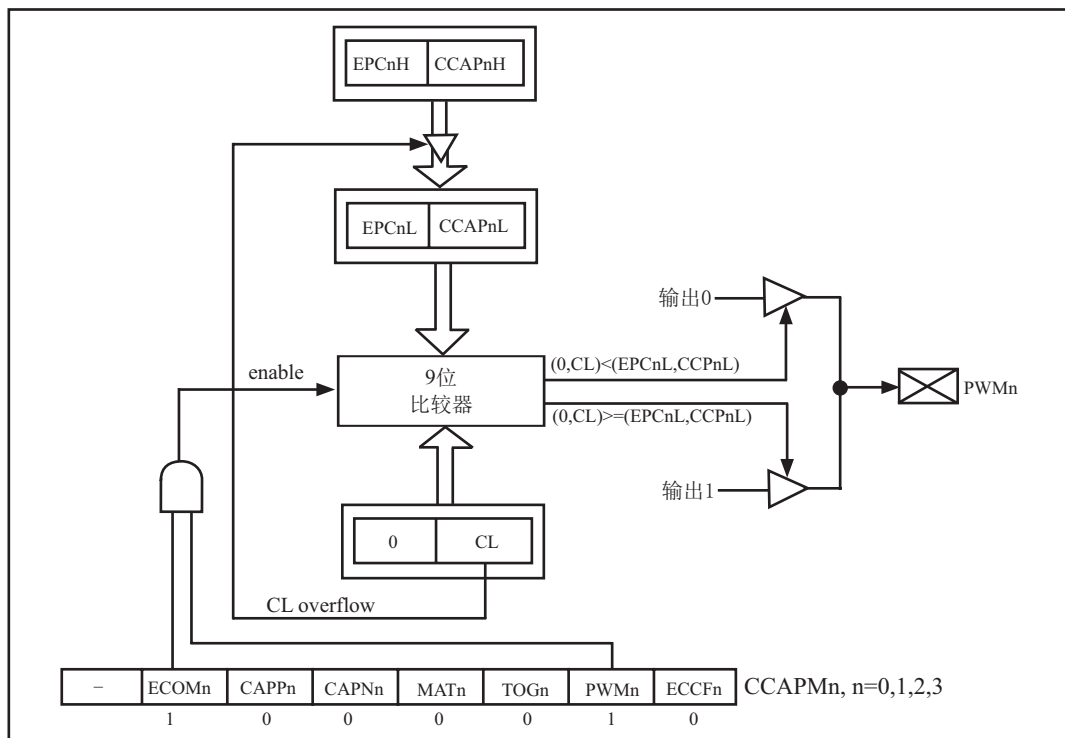 EPCnH CCAPnH
EPCnL CCAPnL
输出0
(0,CL)<(EPCnL,CCPnL)
enable
9位
比较器
PWMn
(0,CL)>=(EPCnL,CCPnL)
输出1
0 CL
CL overflow
− ECOMn CAPPn CAPNn MATn TOGn PWMn ECCFn CCAPMn, n=0,1,2,3
1 0 0 0 0 1 0